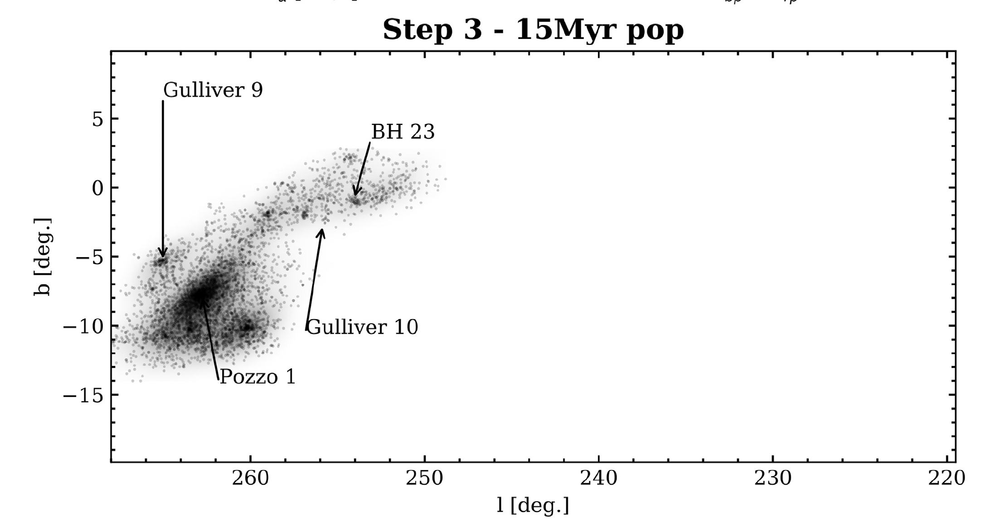 Step 3 - 15Myr pop
Gulliver 9
BH 23
Gulliver 10
Pozzo 1
5
0
−5
−10
−15
b [deg.]
260 250 240 230 220
l [deg.]